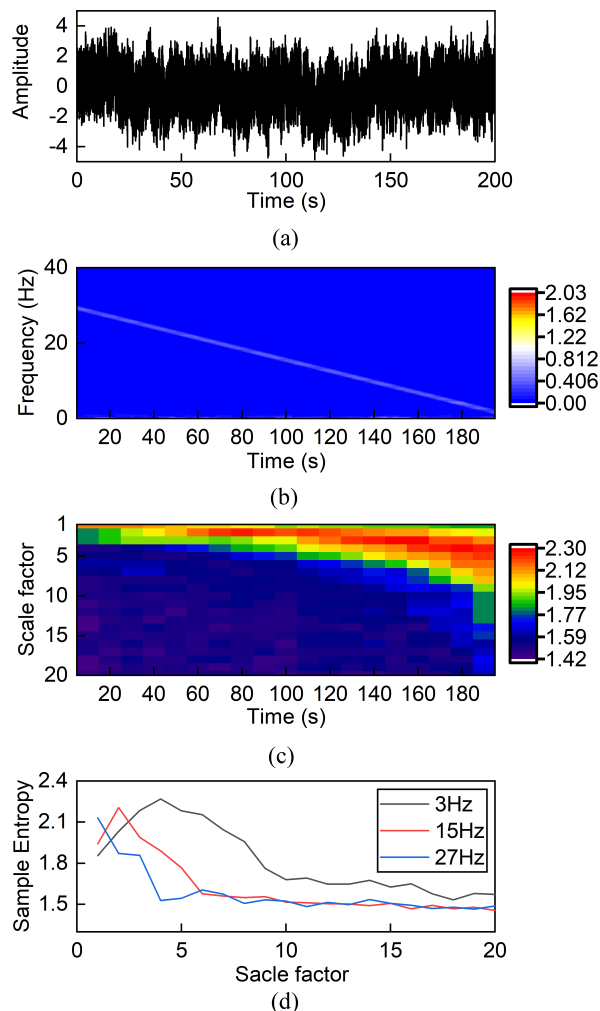 4
2
0
-2
-4
Amplitude
0 50 100 150 200
Time (s)
(a)
40
20
0
Frequency (Hz)
20 40 60 80 100 120 140 160 180
Time (s)
2.03
1.62
1.22
0.812
0.406
0.00
(b)
1
5
10
15
20
Scale factor
20 40 60 80 100 120 140 160 180
Time (s)
2.30
2.12
1.95
1.77
1.59
1.42
(c)
2.4
2.1
1.8
1.5
Sample Entropy
3Hz
15Hz
27Hz
0 5 10 15 20
Sacle factor
(d)